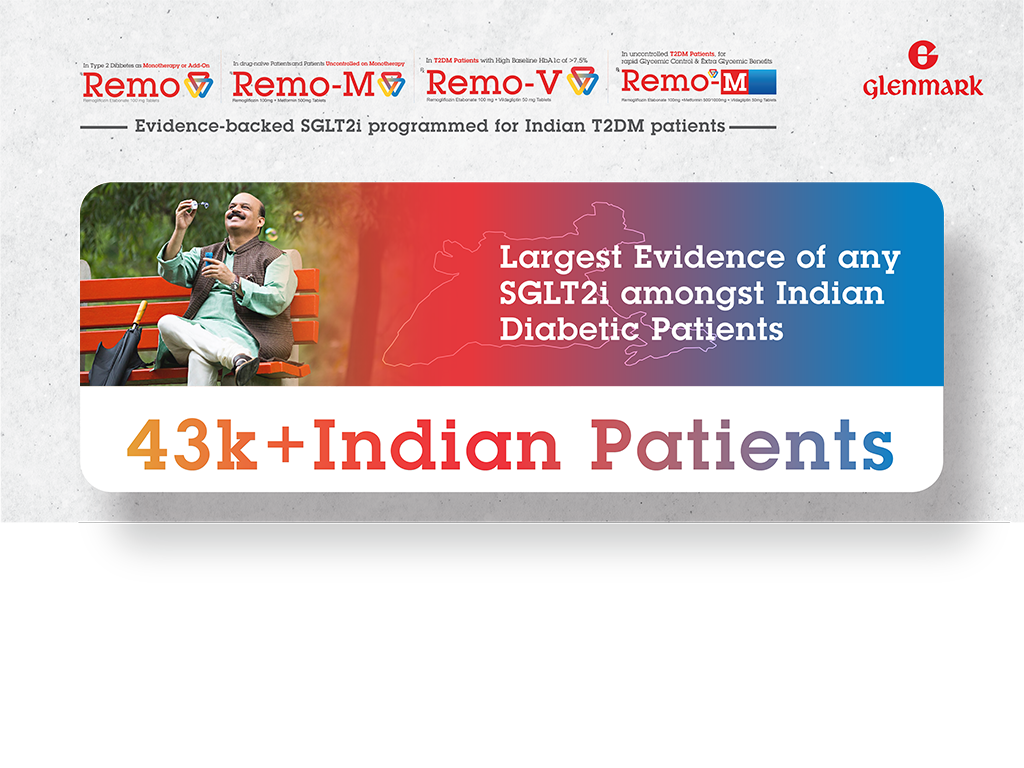 In Type 2 Diabetes as Monotherapy or Add-On
Remo
Remogliflozin Etabonate 100 mg Tablets
In drug-naive Patients and Patients Uncontrolled on Monotherapy
Remo-M
Remogliflozin 100mg + Metformin 500mg Tablets
In T2DM Patients with High Baseline HbA1c of >7.5%
Remo-V
Remogliflozin Etabonate 100 mg + Vildagliptin 50 mg Tablets
In uncontrolled T2DM Patients, for
rapid Glycemic Control & Extra Glycemic Benefits
Remo-M
Remogliflozin Etabonate 100mg +Metformin 500/1000mg + Vildagliptin 50mg Tablets
GLENMARK
Evidence-backed SGLT2i programmed for Indian T2DM patients
Largest Evidence of any
SGLT2i amongst Indian
Diabetic Patients
43k+Indian Patients